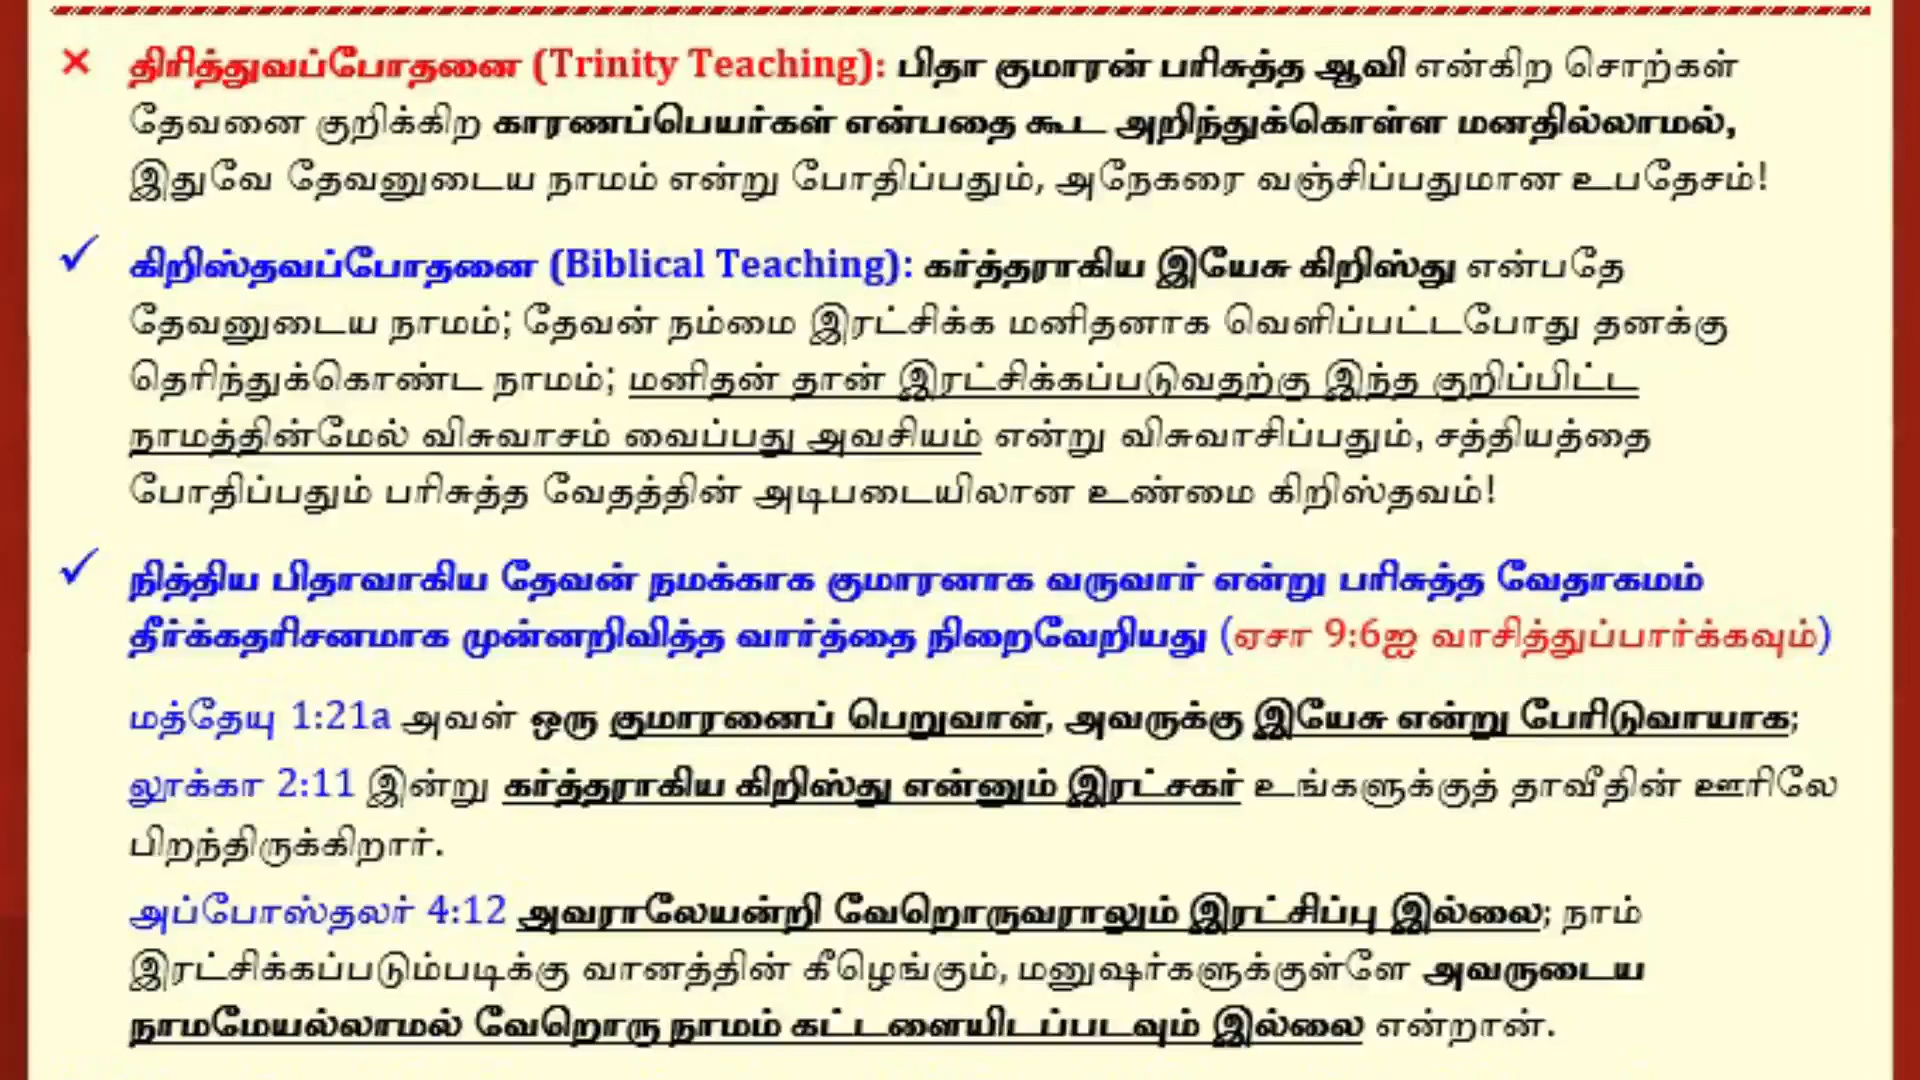 × திரித்துவப்போதனை (Trinity Teaching): பிதா குமாரன் பரிசுத்த ஆவி என்கிற சொற்கள்
தேவனை குறிக்கிற காரணப்பெயர்கள் என்பதை கூட அறிந்துக்கொள்ள மனதில்லாமல்,
இதுவே தேவனுடைய நாமம் என்று போதிப்பதும், அநேகரை வஞ்சிப்பதுமான உபதேசம்!
✓ கிறிஸ்தவப்போதனை (Biblical Teaching): கர்த்தராகிய இயேசு கிறிஸ்து என்பதே
தேவனுடைய நாமம்; தேவன் நம்மை இரட்சிக்க மனிதனாக வெளிப்பட்டபோது தனக்கு
தெரிந்துக்கொண்ட நாமம்; மனிதன் தான் இரட்சிக்கப்படுவதற்கு இந்த குறிப்பிட்ட
நாமத்தின்மேல் விசுவாசம் வைப்பது அவசியம் என்று விசுவாசிப்பதும், சத்தியத்தை
போதிப்பதும் பரிசுத்த வேதத்தின் அடிபடையிலான உண்மை கிறிஸ்தவம்!
✓ நித்திய பிதாவாகிய தேவன் நமக்காக குமாரனாக வருவார் என்று பரிசுத்த வேதாகமம்
தீர்க்கதரிசனமாக முன்னறிவித்த வார்த்தை நிறைவேறியது (ஏசா 9:6ஐ வாசித்துப்பார்க்கவும்)
மத்தேயு 1:21a அவள் ஒரு குமாரனைப் பெறுவாள், அவருக்கு இயேசு என்று பேரிடுவாயாக;
லூக்கா 2:11 இன்று கர்த்தராகிய கிறிஸ்து என்னும் இரட்சகர் உங்களுக்குத் தாவீதின் ஊரிலே
பிறந்திருக்கிறார்.
அப்போஸ்தலர் 4:12 அவராலேயன்றி வேறொருவராலும் இரட்சிப்பு இல்லை; நாம்
இரட்சிக்கப்படும்படிக்கு வானத்தின் கீழெங்கும், மனுஷர்களுக்குள்ளே அவருடைய
நாமமேயல்லாமல் வேறொரு நாமம் கட்டளையிடப்படவும் இல்லை என்றான்.